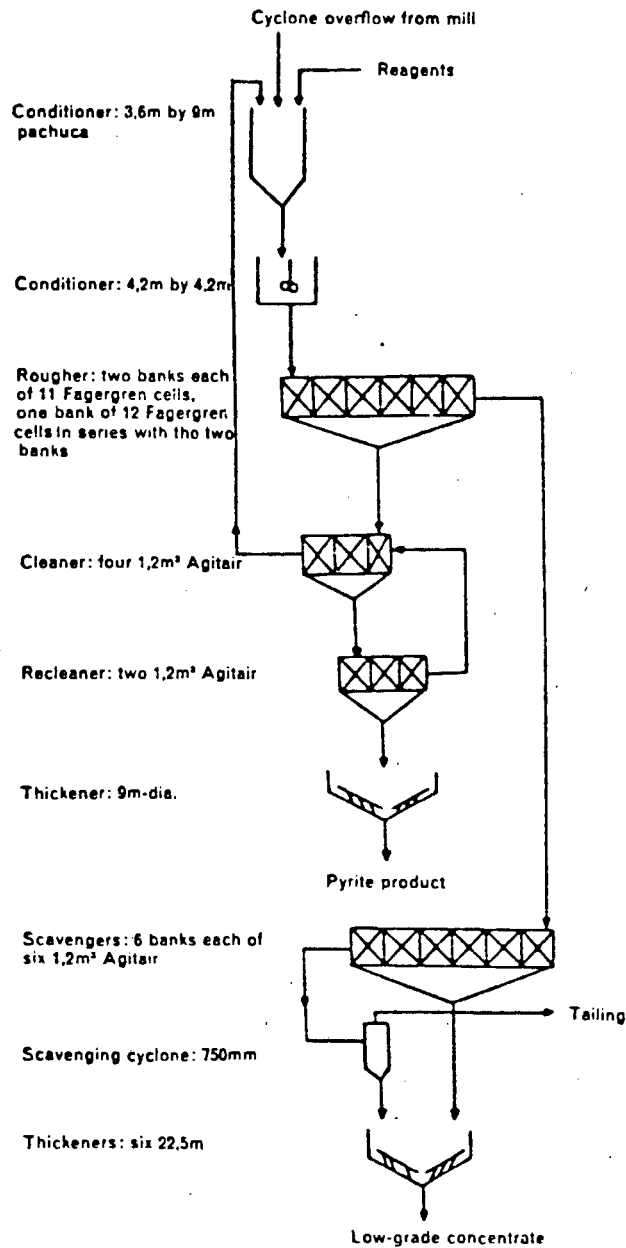 Cyclone overflow from mill
Reagents
Conditioner: 3,6m by 9m
pachuca
Conditioner: 4,2m by 4,2m
Rougher: two banks each
of 11 Fagergren cells,
one bank of 12 Fagergren
cells in series with tho two
banks
Cleaner: four 1,2m³ Agitair
Recleaner: two 1,2m³ Agitair
Thickener: 9m-dia.
Pyrite product
Scavengers: 6 banks each of
six 1,2m³ Agitair
Tailing
Scavenging cyclone: 750mm
Thickeners: six 22,5m
Low-grade concentrate